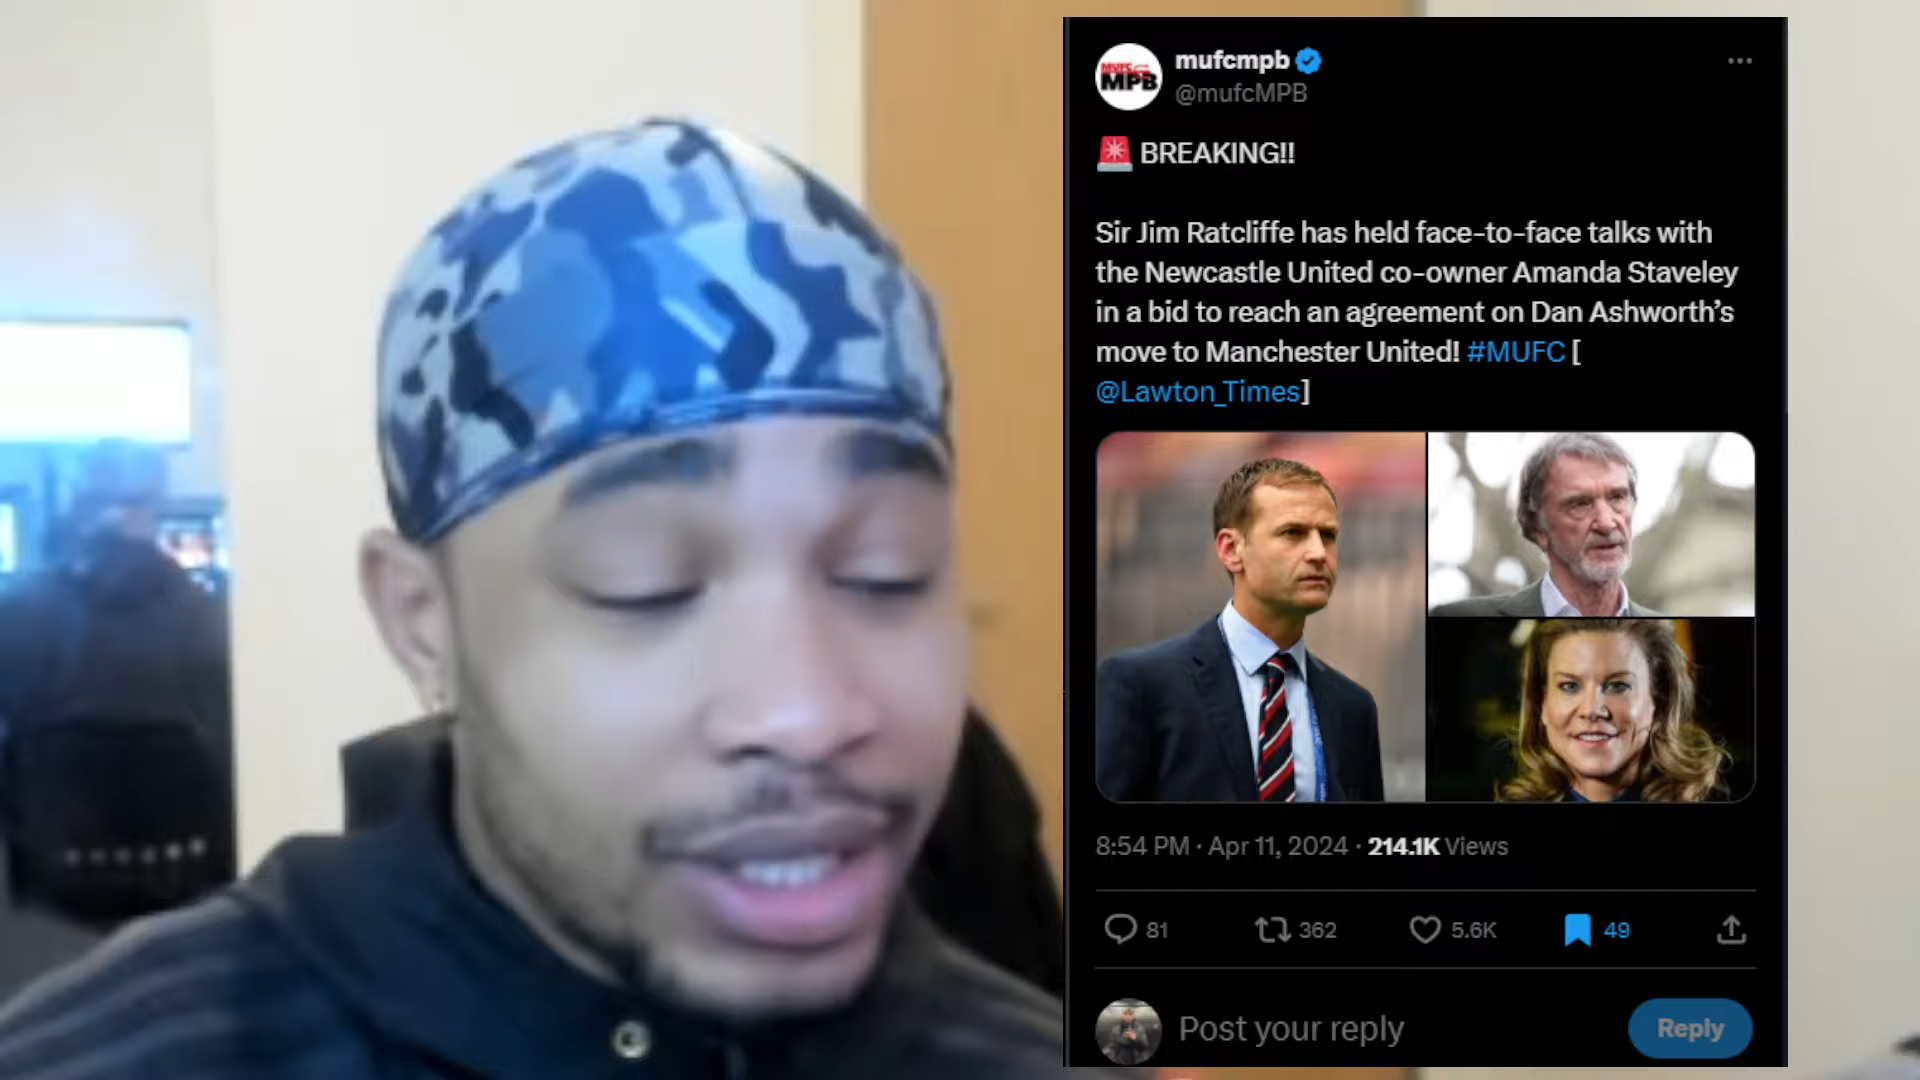 MUFC
MPB
mufcmpb
@mufcMPB
🚨 BREAKING!!
Sir Jim Ratcliffe has held face-to-face talks with
the Newcastle United co-owner Amanda Staveley
in a bid to reach an agreement on Dan Ashworth’s
move to Manchester United! #MUFC [
@Lawton_Times]
8:54 PM · Apr 11, 2024 · 214.1K Views
81 362 5.6K 49
Post your reply
Reply